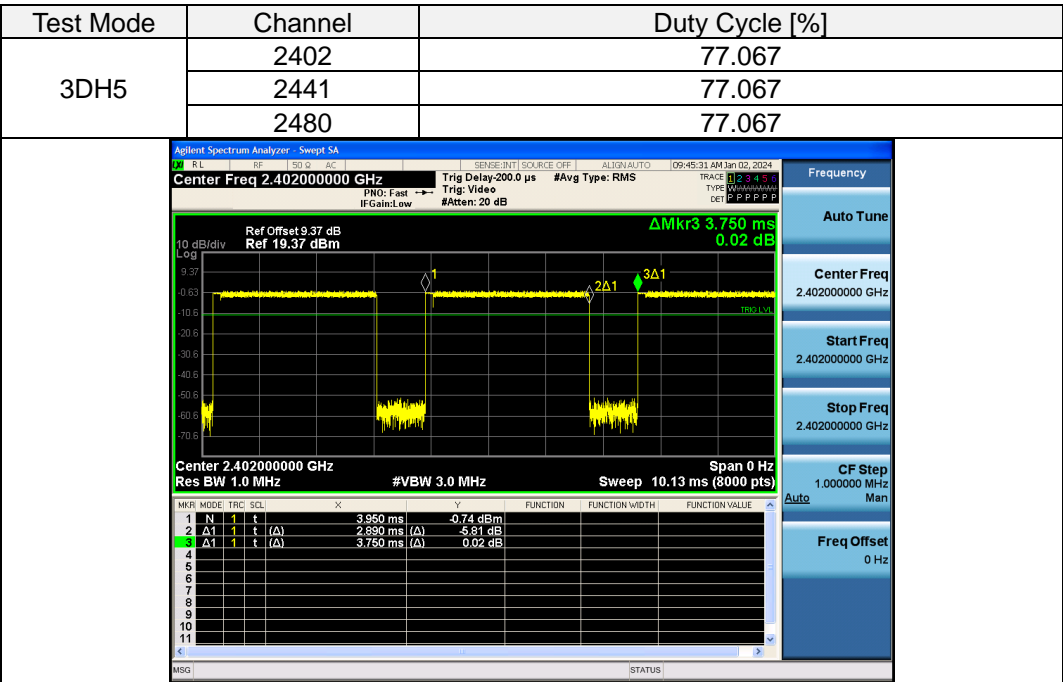 Test Mode Channel Duty Cycle [%]
3DH5
2402 77.067
2441 77.067
2480 77.067
Agilent Spectrum Analyzer - Swept SA
LXI RL RF 50 Ω AC SENSE:INT SOURCE OFF ALIGN AUTO 09:45:31 AM Jan 02, 2024
Center Freq 2.402000000 GHz
PNO: Fast
IFGain:Low
Trig Delay-200.0 µs
Trig: Video
#Atten: 20 dB
#Avg Type: RMS
TRACE 1 2 3 4 5 6
TYPE WWWWWW
DET P P P P P P
Ref Offset 9.37 dB
10 dB/div Ref 19.37 dBm
Log
ΔMkr3 3.750 ms
0.02 dB
9.37
-0.63
-10.6
-20.6
-30.6
-40.6
-50.6
-60.6
-70.6
1
2Δ1
3Δ1
TRIG LVL
Center 2.402000000 GHz Span 0 Hz
Res BW 1.0 MHz #VBW 3.0 MHz Sweep 10.13 ms (8000 pts)
MKR MODE TRC SCL X Y FUNCTION FUNCTION WIDTH FUNCTION VALUE
1 N 1 t 3.950 ms -0.74 dBm
2 Δ1 1 t (Δ) 2.890 ms (Δ) -5.81 dB
3 Δ1 1 t (Δ) 3.750 ms (Δ) 0.02 dB
4
5
6
7
8
9
10
11
MSG STATUS
Frequency
Auto Tune
Center Freq
2.402000000 GHz
Start Freq
2.402000000 GHz
Stop Freq
2.402000000 GHz
CF Step
1.000000 MHz
Auto Man
Freq Offset
0 Hz